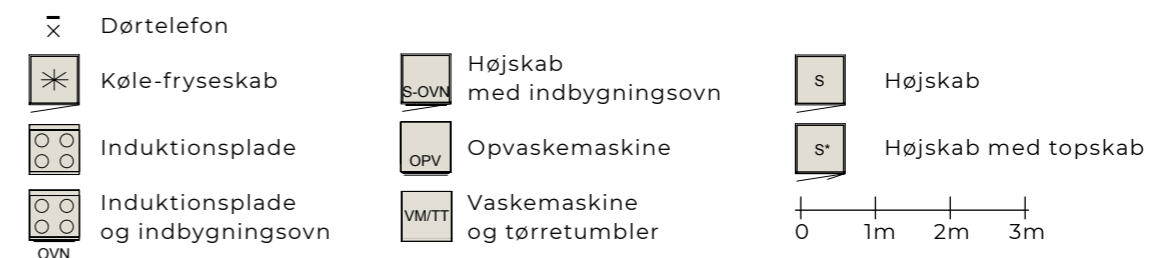 Dørtelefon
Køle-fryseskab
Induktionsplade
Induktionsplade
og indbygningsovn
OVN
S-OVN
Højskab
med indbygningsovn
OPV
Opvaskemaskine
VM/TT
Vaskemaskine
og tørretumbler
S
Højskab
S*
Højskab med topskab
0 1m 2m 3m